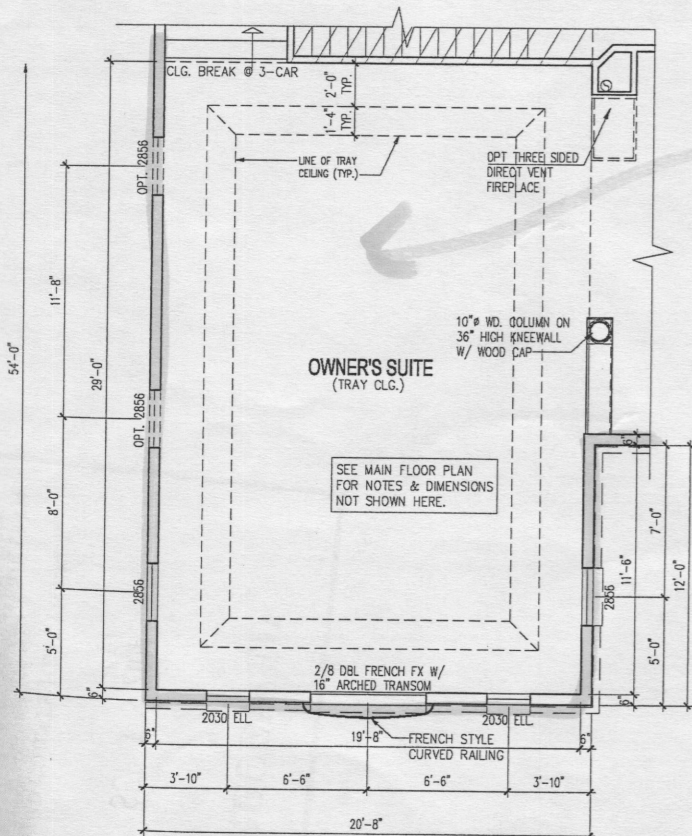 CLG. BREAK @ 3-CAR
2'-0"
TYP.
1'-4"
TYP.
LINE OF TRAY
CEILING (TYP.)
OPT THREE SIDED
DIRECT VENT
FIREPLACE
OPT. 2856
11'-8"
54'-0"
29'-0"
10"ø WD. COLUMN ON
36" HIGH KNEEWALL
W/ WOOD CAP
OWNER'S SUITE
(TRAY CLG.)
OPT. 2856
6"
SEE MAIN FLOOR PLAN
FOR NOTES & DIMENSIONS
NOT SHOWN HERE.
8'-0"
7'-0"
11'-6"
12'-0"
2856
2856
5'-0"
5'-0"
2/8 DBL FRENCH FX W/
16" ARCHED TRANSOM
6"
6"
2030 ELL.
2030 ELL.
6"
19'-8"
6"
FRENCH STYLE
CURVED RAILING
3'-10"
6'-6"
6'-6"
3'-10"
20'-8"